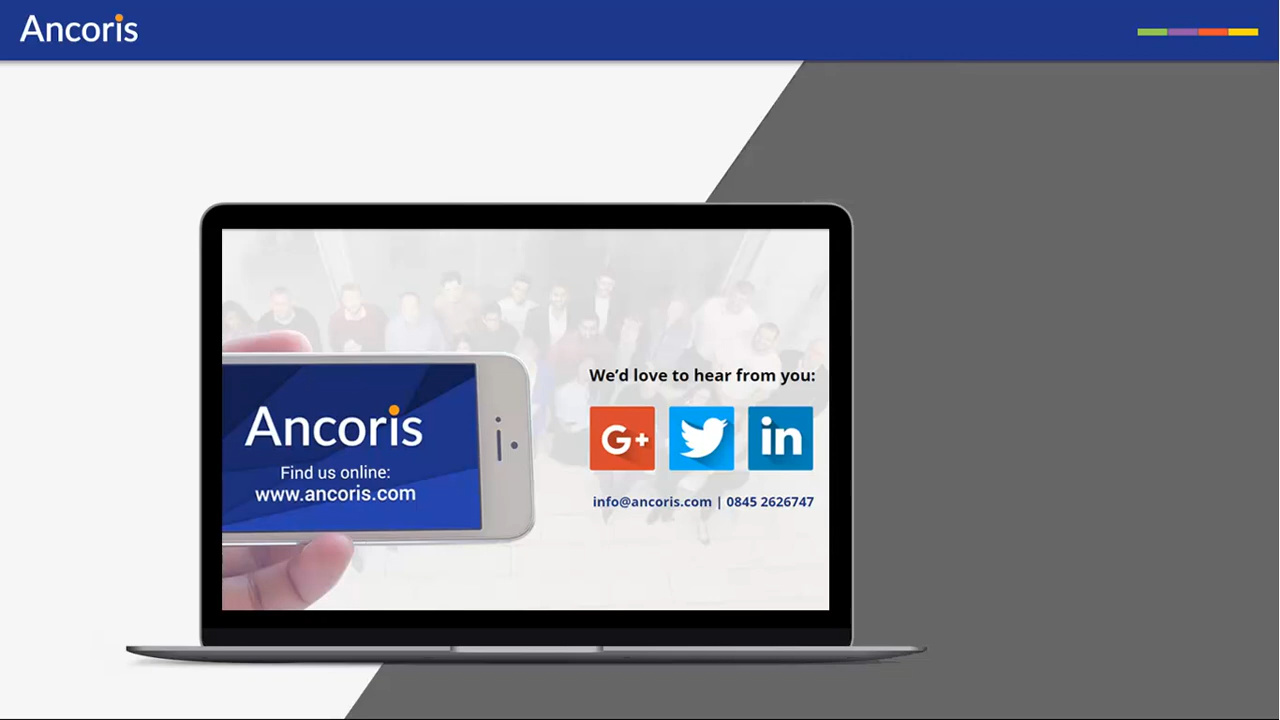 Ancoris
We'd love to hear from you:
G+
in
Ancoris
Find us online:
www.ancoris.com
info@ancoris.com | 0845 2626747